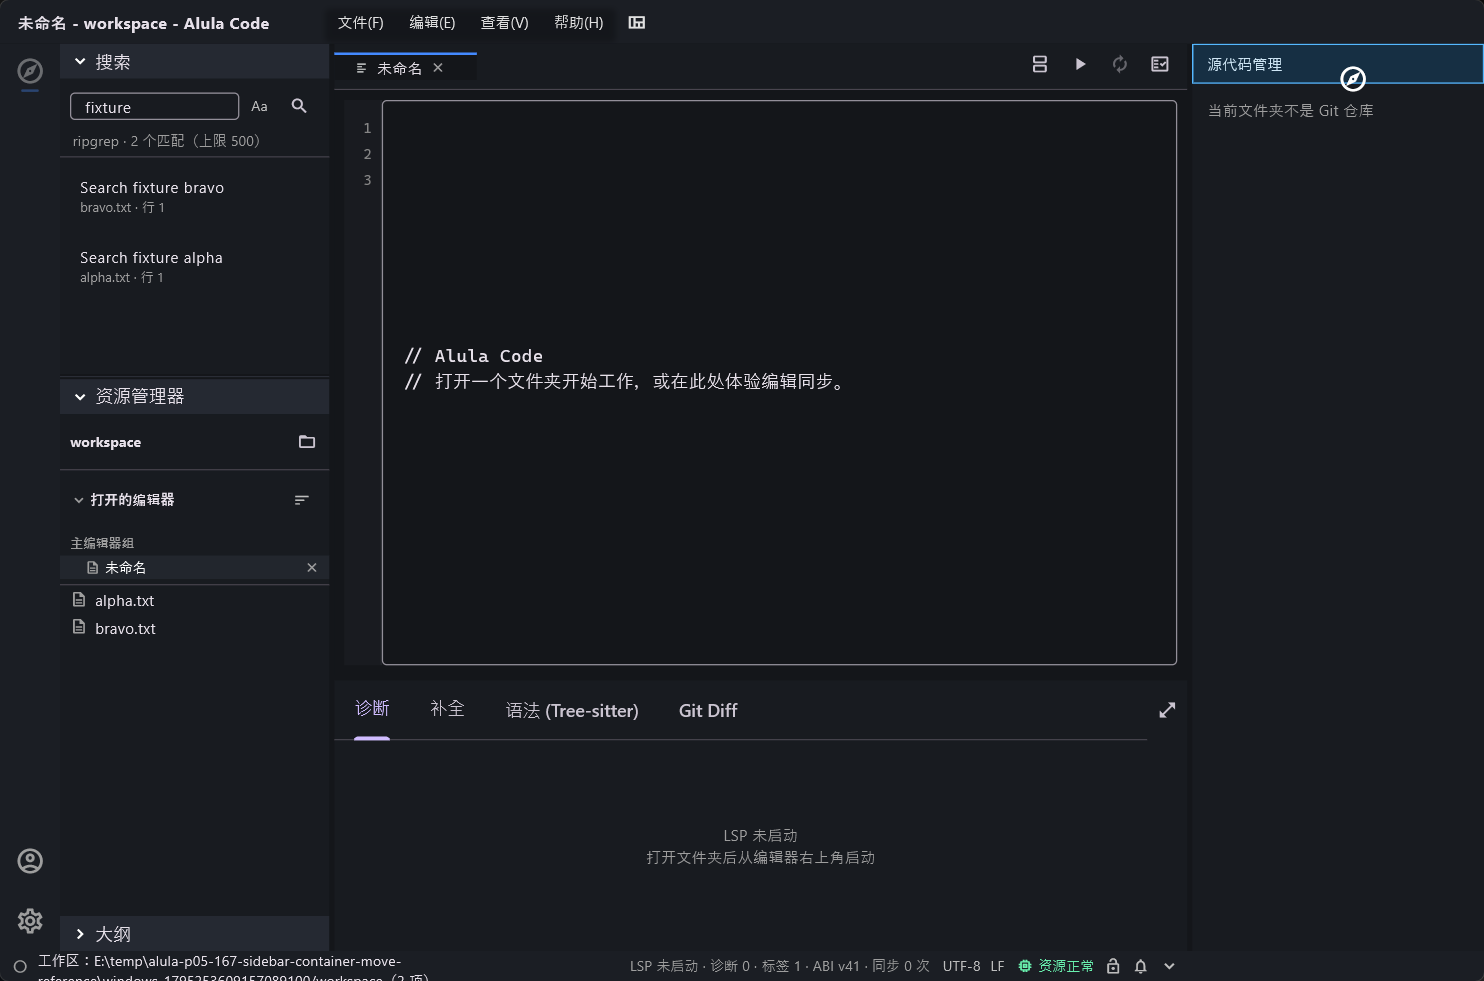 未命名 - workspace - Alula Code
文件(F) 编辑(E) 查看(V) 帮助(H)
搜索
fixture Aa
ripgrep · 2 个匹配（上限 500）
Search fixture bravo
bravo.txt · 行 1
Search fixture alpha
alpha.txt · 行 1
资源管理器
workspace
打开的编辑器
主编辑器组
未命名
alpha.txt
bravo.txt
大纲
未命名
1
2
3
// Alula Code
// 打开一个文件夹开始工作，或在此处体验编辑同步。
诊断 补全 语法 (Tree-sitter) Git Diff
LSP 未启动
打开文件夹后从编辑器右上角启动
源代码管理
当前文件夹不是 Git 仓库
工作区：E:\temp\alula-p05-167-sidebar-container-move-
reference\windows-1795253609157089100/workspace（2 项）
LSP 未启动 · 诊断 0 · 标签 1 · ABI v41 · 同步 0 次 UTF-8 LF 资源正常